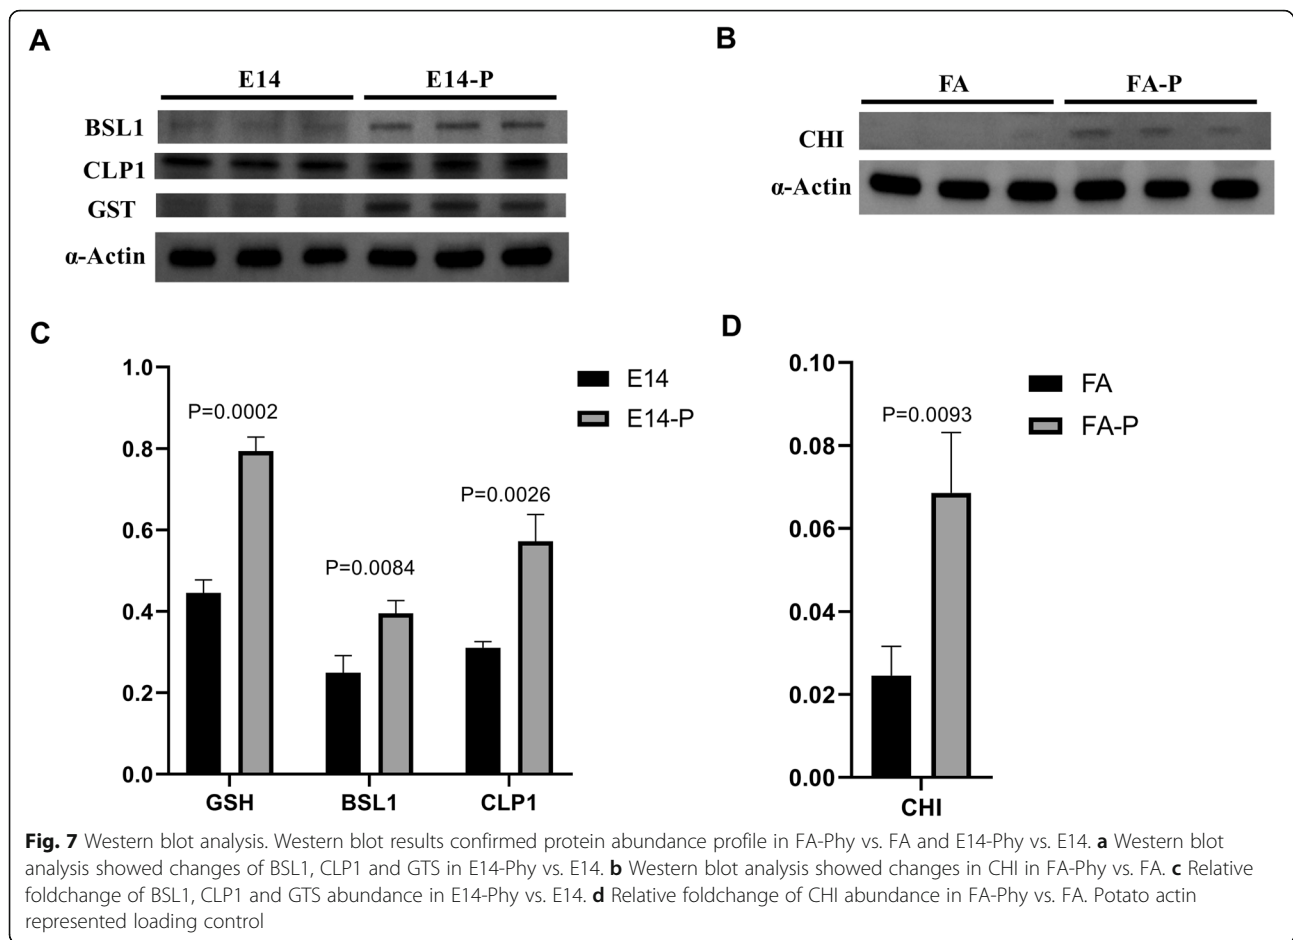 A
E14 E14-P
BSL1
CLP1
GST
α-Actin
B
FA FA-P
CHI
α-Actin
C
1.0
0.8
0.6
0.4
0.2
0.0
P=0.0002
P=0.0084
P=0.0026
GSH BSL1 CLP1
E14
E14-P
D
0.10
0.08
0.06
0.04
0.02
0.00
P=0.0093
CHI
FA
FA-P
Fig. 7 Western blot analysis. Western blot results confirmed protein abundance profile in FA-Phy vs. FA and E14-Phy vs. E14. a Western blot
analysis showed changes of BSL1, CLP1 and GTS in E14-Phy vs. E14. b Western blot analysis showed changes in CHI in FA-Phy vs. FA. c Relative
foldchange of BSL1, CLP1 and GTS abundance in E14-Phy vs. E14. d Relative foldchange of CHI abundance in FA-Phy vs. FA. Potato actin
represented loading control